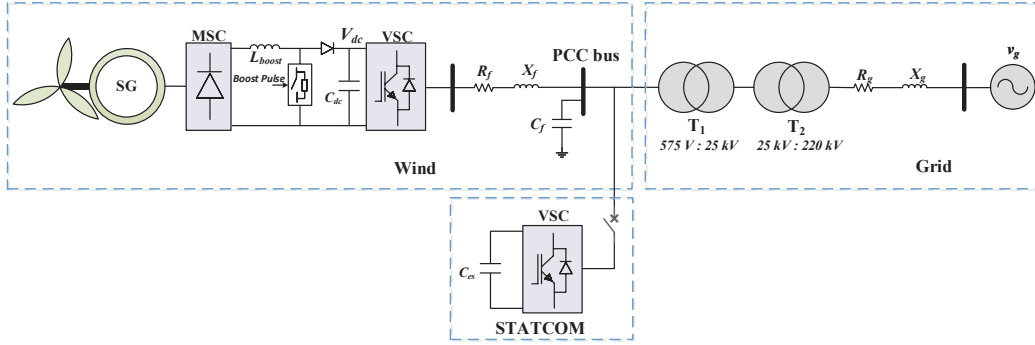 SG
MSC
L_boost
Boost Pulse
V_dc
C_dc
VSC
R_f
X_f
PCC bus
C_f
Wind
T_1
575 V : 25 kV
T_2
25 kV : 220 kV
R_g
X_g
v_g
Grid
VSC
C_es
STATCOM